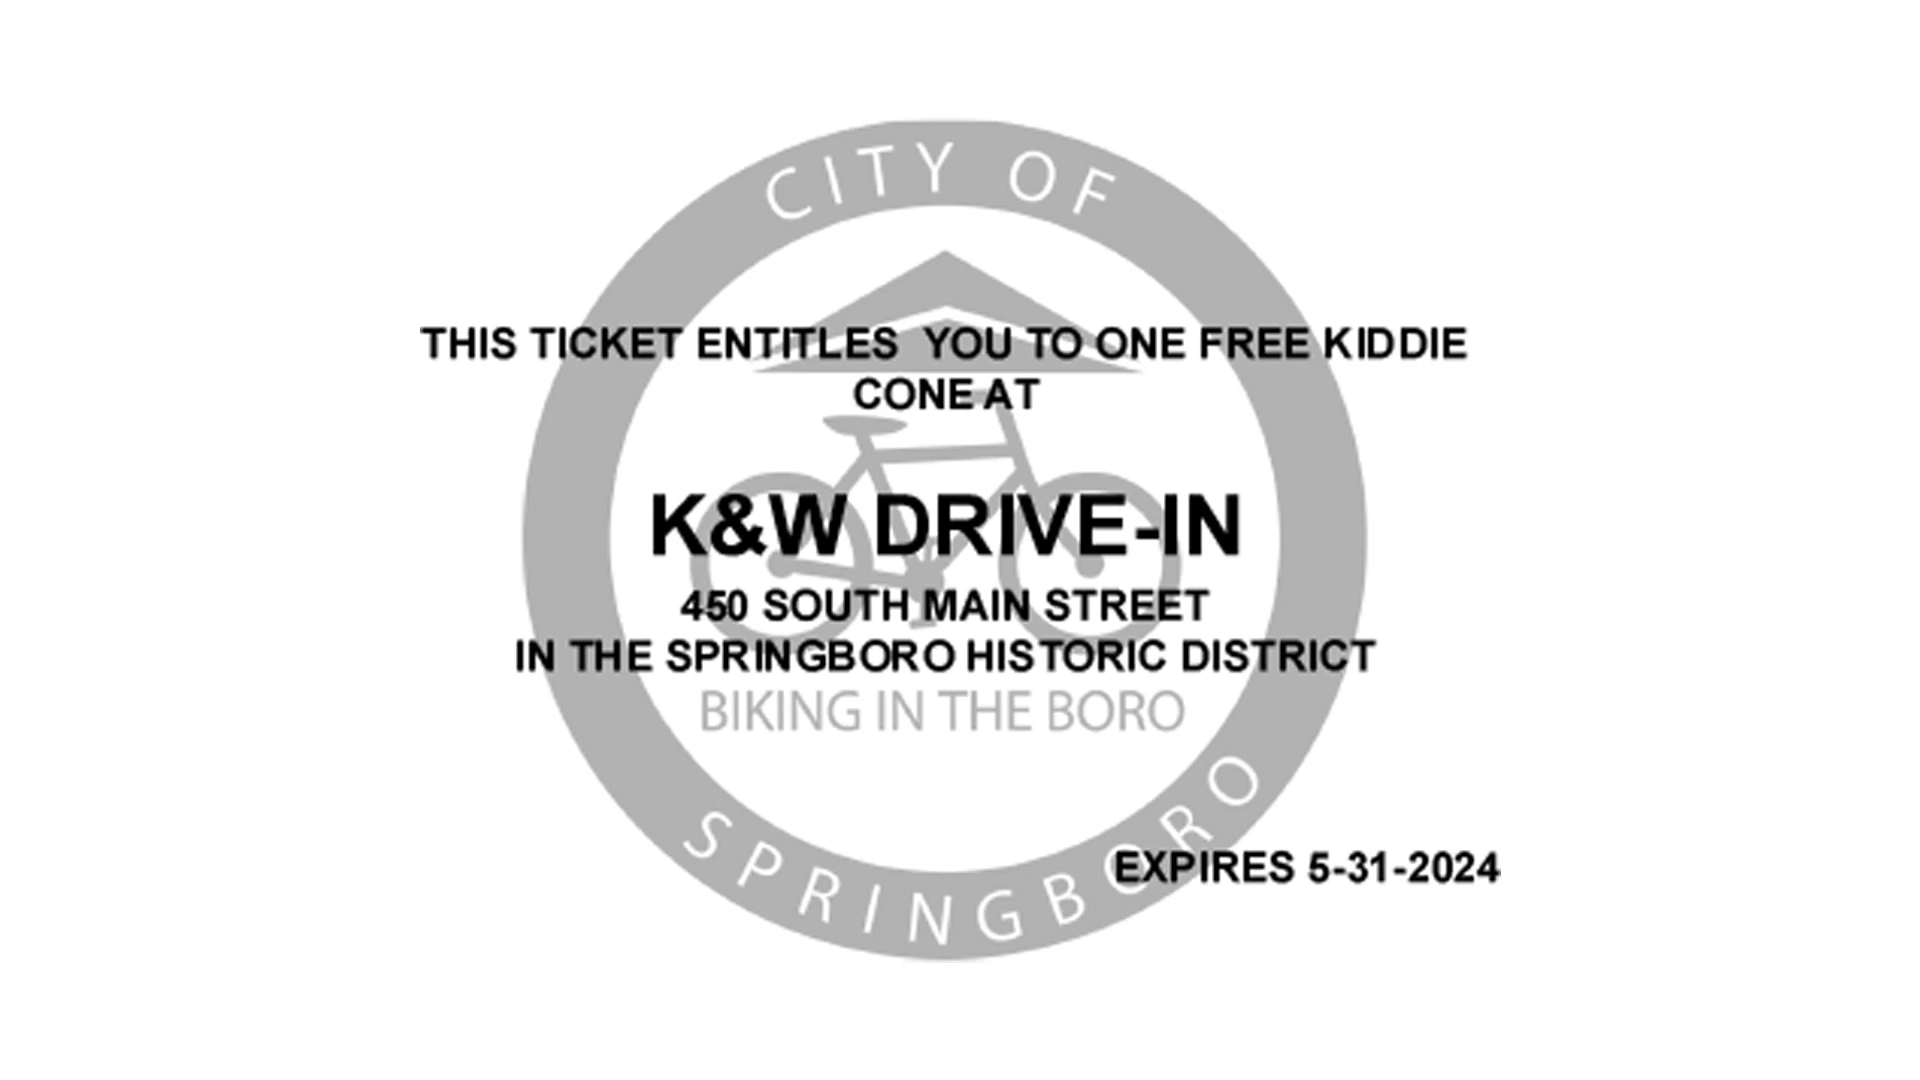 CITY OF
THIS TICKET ENTITLES YOU TO ONE FREE KIDDIE
CONE AT
K&W DRIVE-IN
450 SOUTH MAIN STREET
IN THE SPRINGBORO HISTORIC DISTRICT
BIKING IN THE BORO
SPRINGBORO
EXPIRES 5-31-2024